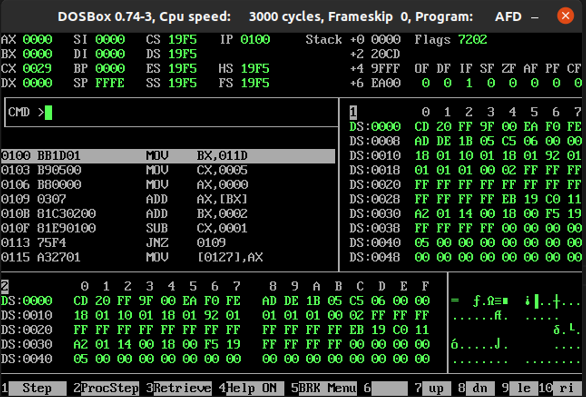 DOSBox 0.74-3, Cpu speed: 3000 cycles, Frameskip 0, Program: AFD
AX 0000 SI 0000 CS 19F5 IP 0100 Stack +0 0000 Flags 7202
BX 0000 DI 0000 DS 19F5 +2 20CD
CX 0029 BP 0000 ES 19F5 HS 19F5 +4 9FFF OF DF IF SF ZF AF PF CF
DX 0000 SP FFFE SS 19F5 FS 19F5 +6 EA00 0 0 1 0 0 0 0 0
CMD >
1 0 1 2 3 4 5 6 7
DS:0000 CD 20 FF 9F 00 EA F0 FE
DS:0008 AD DE 1B 05 C5 06 00 00
0100 BB1D01 MOV BX,011D DS:0010 18 01 10 01 18 01 92 01
0103 B90500 MOV CX,0005 DS:0018 01 01 01 00 02 FF FF FF
0106 B80000 MOV AX,0000 DS:0020 FF FF FF FF FF FF FF FF
0109 0307 ADD AX,[BX] DS:0028 FF FF FF FF EB 19 C0 11
010B 81C30200 ADD BX,0002 DS:0030 A2 01 14 00 18 00 F5 19
010F 81E90100 SUB CX,0001 DS:0038 FF FF FF FF 00 00 00 00
0113 75F4 JNZ 0109 DS:0040 05 00 00 00 00 00 00 00
0115 A32701 MOV [0127],AX DS:0048 00 00 00 00 00 00 00 00
2 0 1 2 3 4 5 6 7 8 9 A B C D E F
DS:0000 CD 20 FF 9F 00 EA F0 FE AD DE 1B 05 C5 06 00 00
DS:0010 18 01 10 01 18 01 92 01 01 01 01 00 02 FF FF FF
DS:0020 FF FF FF FF FF FF FF FF FF FF FF FF EB 19 C0 11
DS:0030 A2 01 14 00 18 00 F5 19 FF FF FF FF 00 00 00 00
DS:0040 05 00 00 00 00 00 00 00 00 00 00 00 00 00 00 00
1 Step 2ProcStep 3Retrieve 4Help ON 5BRK Menu 6 7 up 8 dn 9 le 10 ri